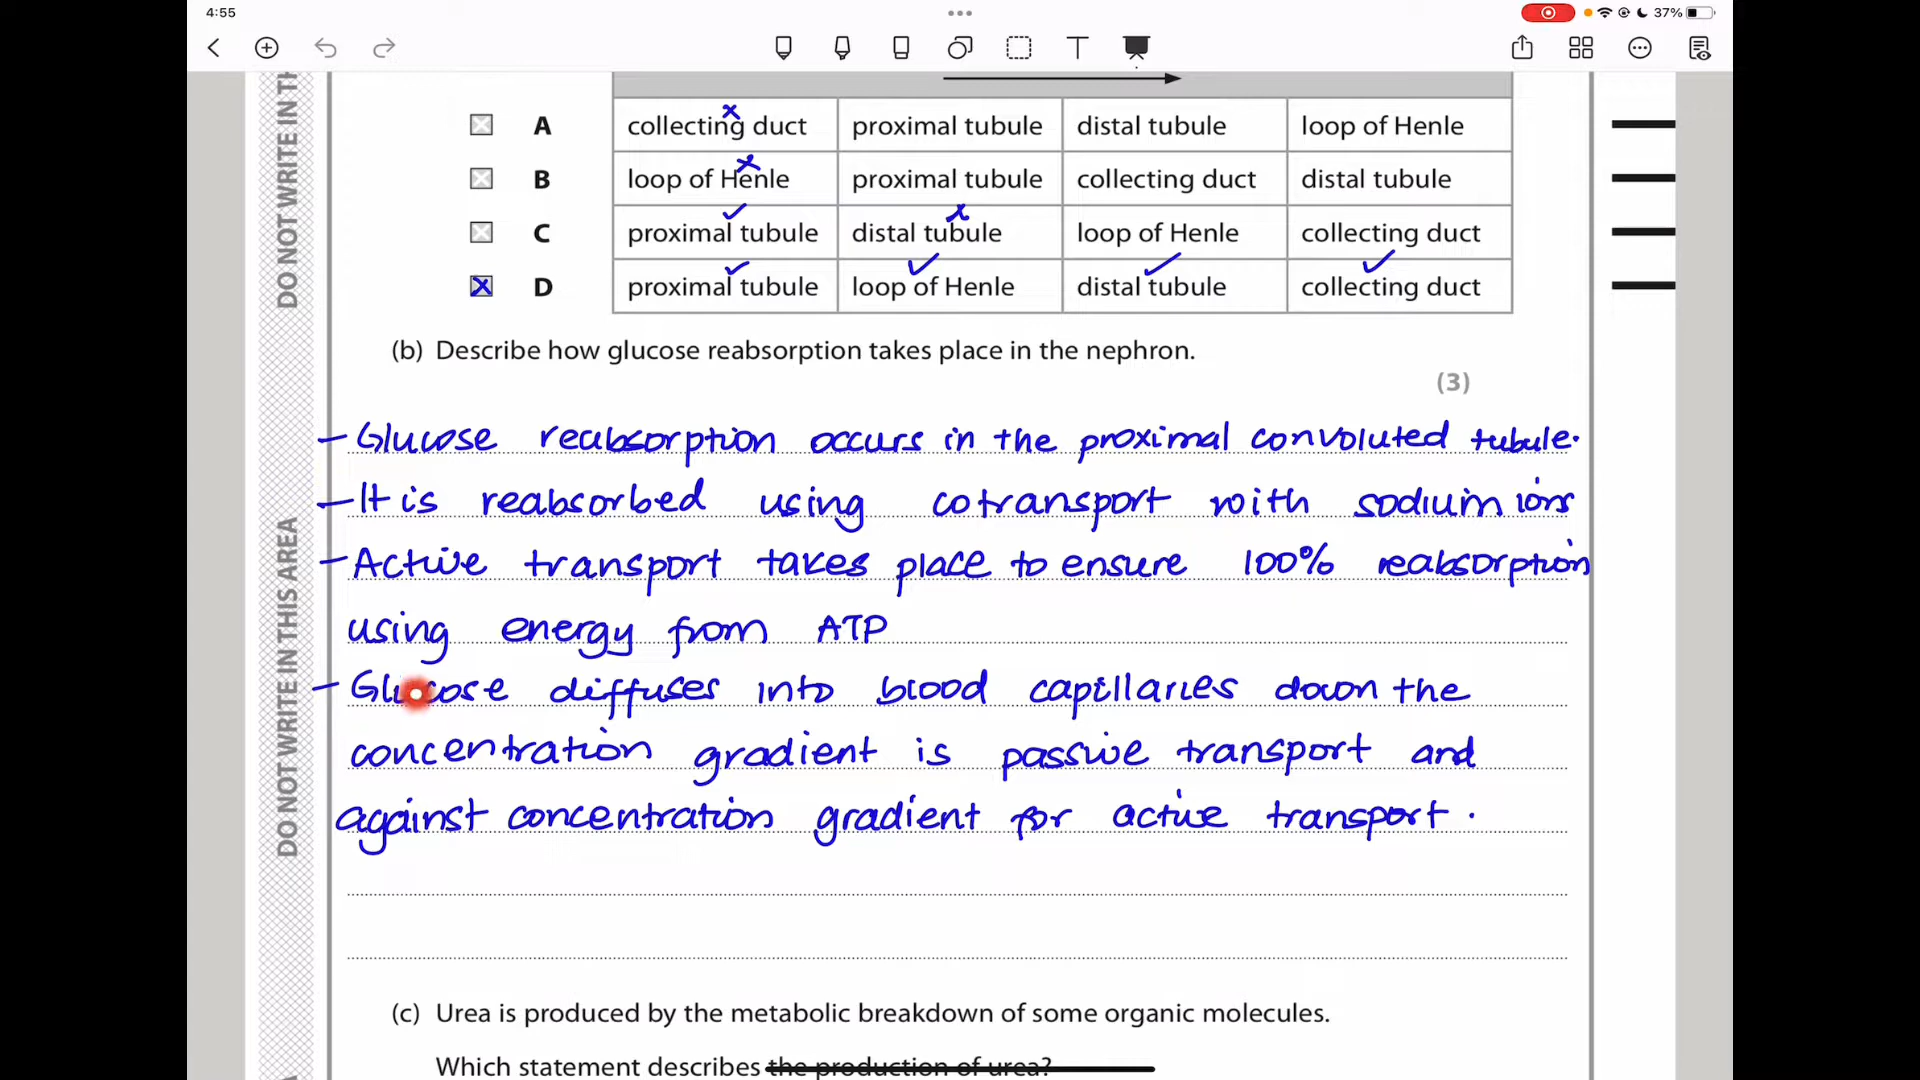 4:55
37%
DO NOT WRITE IN TH
DO NOT WRITE IN THIS AREA
A collecting duct proximal tubule distal tubule loop of Henle
B loop of Henle proximal tubule collecting duct distal tubule
C proximal tubule distal tubule loop of Henle collecting duct
D proximal tubule loop of Henle distal tubule collecting duct
(b) Describe how glucose reabsorption takes place in the nephron.
(3)
- Glucose reabsorption occurs in the proximal convoluted tubule.
- It is reabsorbed using cotransport with sodium ions
- Active transport takes place to ensure 100% reabsorption
using energy from ATP
- Glucose diffuses into blood capillaries down the
concentration gradient is passive transport and
against concentration gradient for active transport.
(c) Urea is produced by the metabolic breakdown of some organic molecules.
Which statement describes the production of urea?